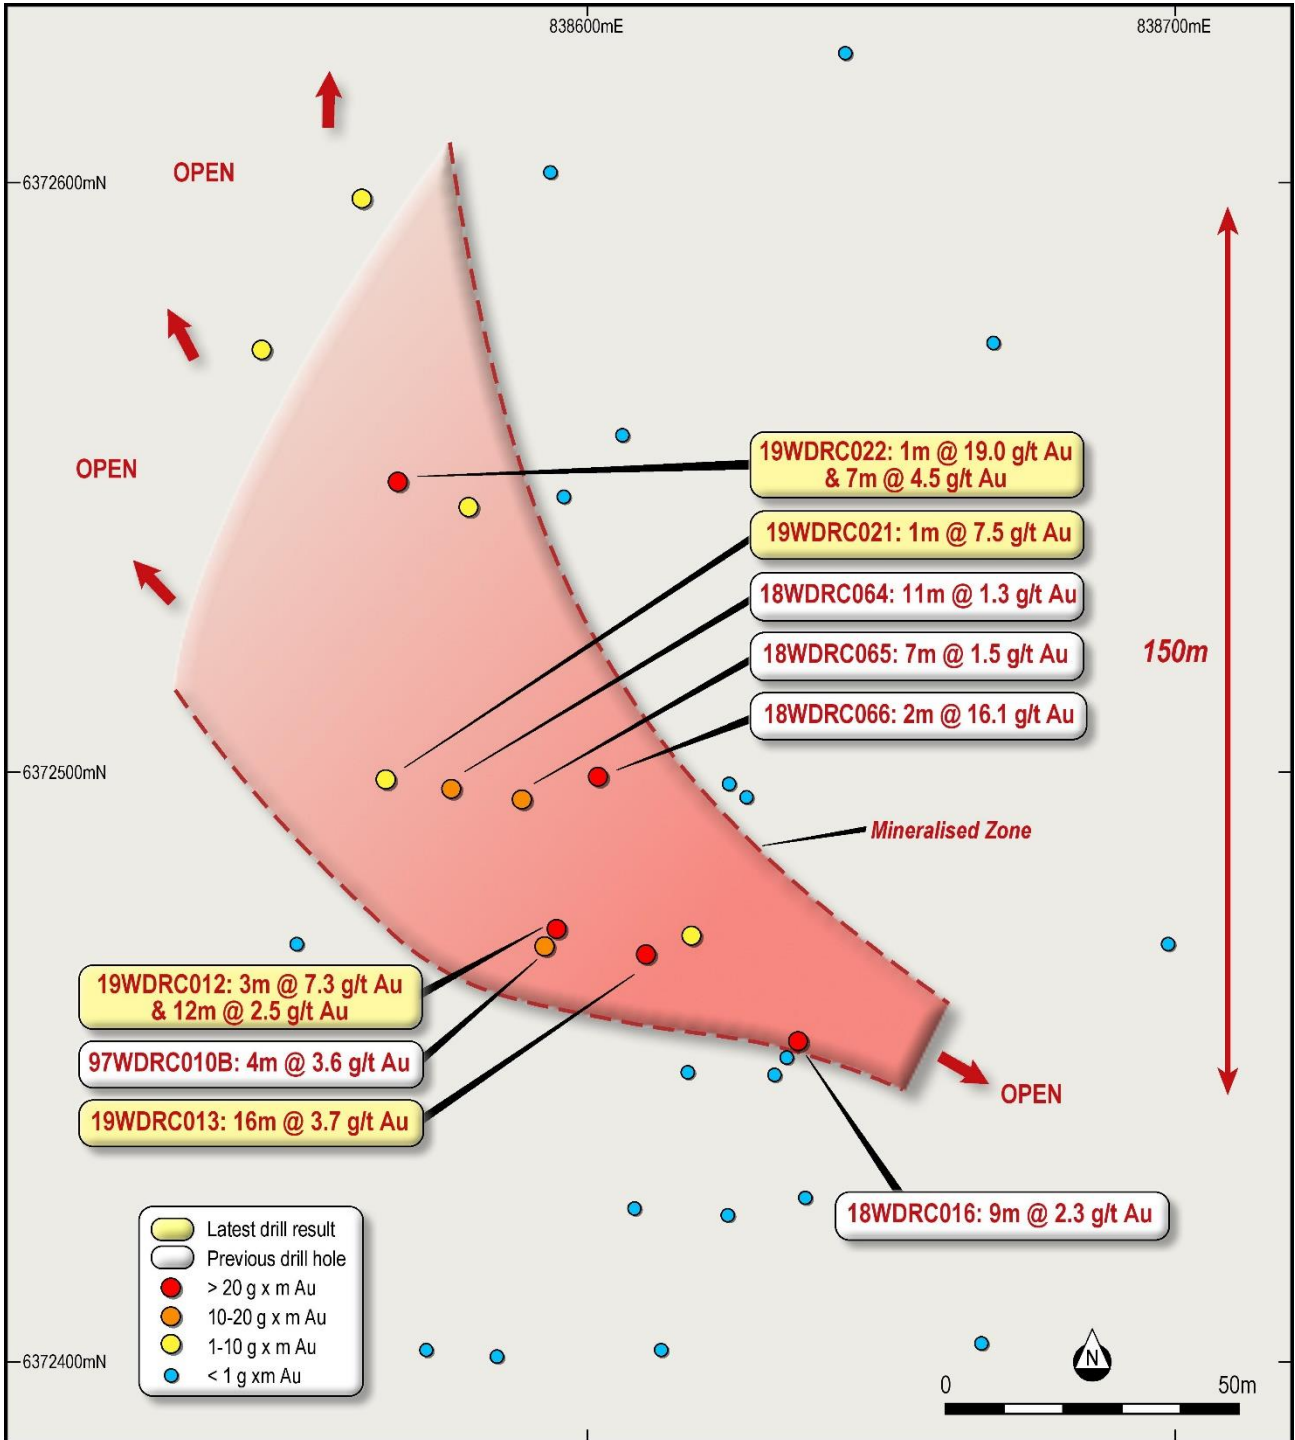 838600mE
838700mE
OPEN
6372600mN
19WDRC022: 1m @ 19.0 g/t Au
& 7m @ 4.5 g/t Au
OPEN
19WDRC021: 1m @ 7.5 g/t Au
18WDRC064: 11m @ 1.3 g/t Au
18WDRC065: 7m @ 1.5 g/t Au
150m
18WDRC066: 2m @ 16.1 g/t Au
6372500mN
Mineralised Zone
19WDRC012: 3m @ 7.3 g/t Au
& 12m @ 2.5 g/t Au
97WDRC010B: 4m @ 3.6 g/t Au
OPEN
19WDRC013: 16m @ 3.7 g/t Au
18WDRC016: 9m @ 2.3 g/t Au
Latest drill result
Previous drill hole
> 20 g x m Au
10-20 g x m Au
1-10 g x m Au
< 1 g xm Au
6372400mN
N
0
50m